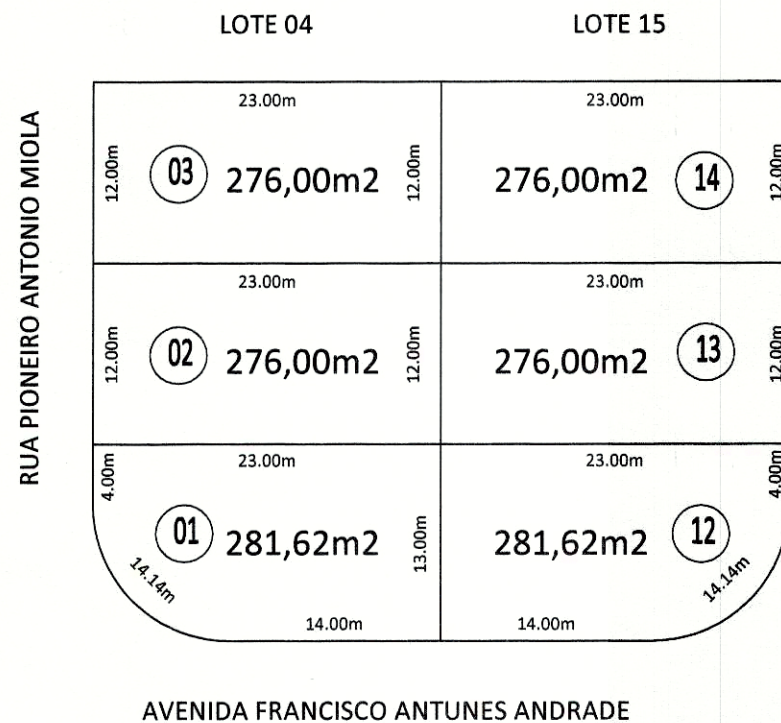 LOTE 04
LOTE 15
RUA PIONEIRO ANTONIO MIOLA
23.00m
23.00m
12.00m
03
276,00m2
12.00m
276,00m2
14
12.00m
23.00m
23.00m
12.00m
02
276,00m2
12.00m
276,00m2
13
12.00m
23.00m
23.00m
4.00m
01
281,62m2
13.00m
281,62m2
12
4.00m
14.14m
14.14m
14.00m
14.00m
AVENIDA FRANCISCO ANTUNES ANDRADE